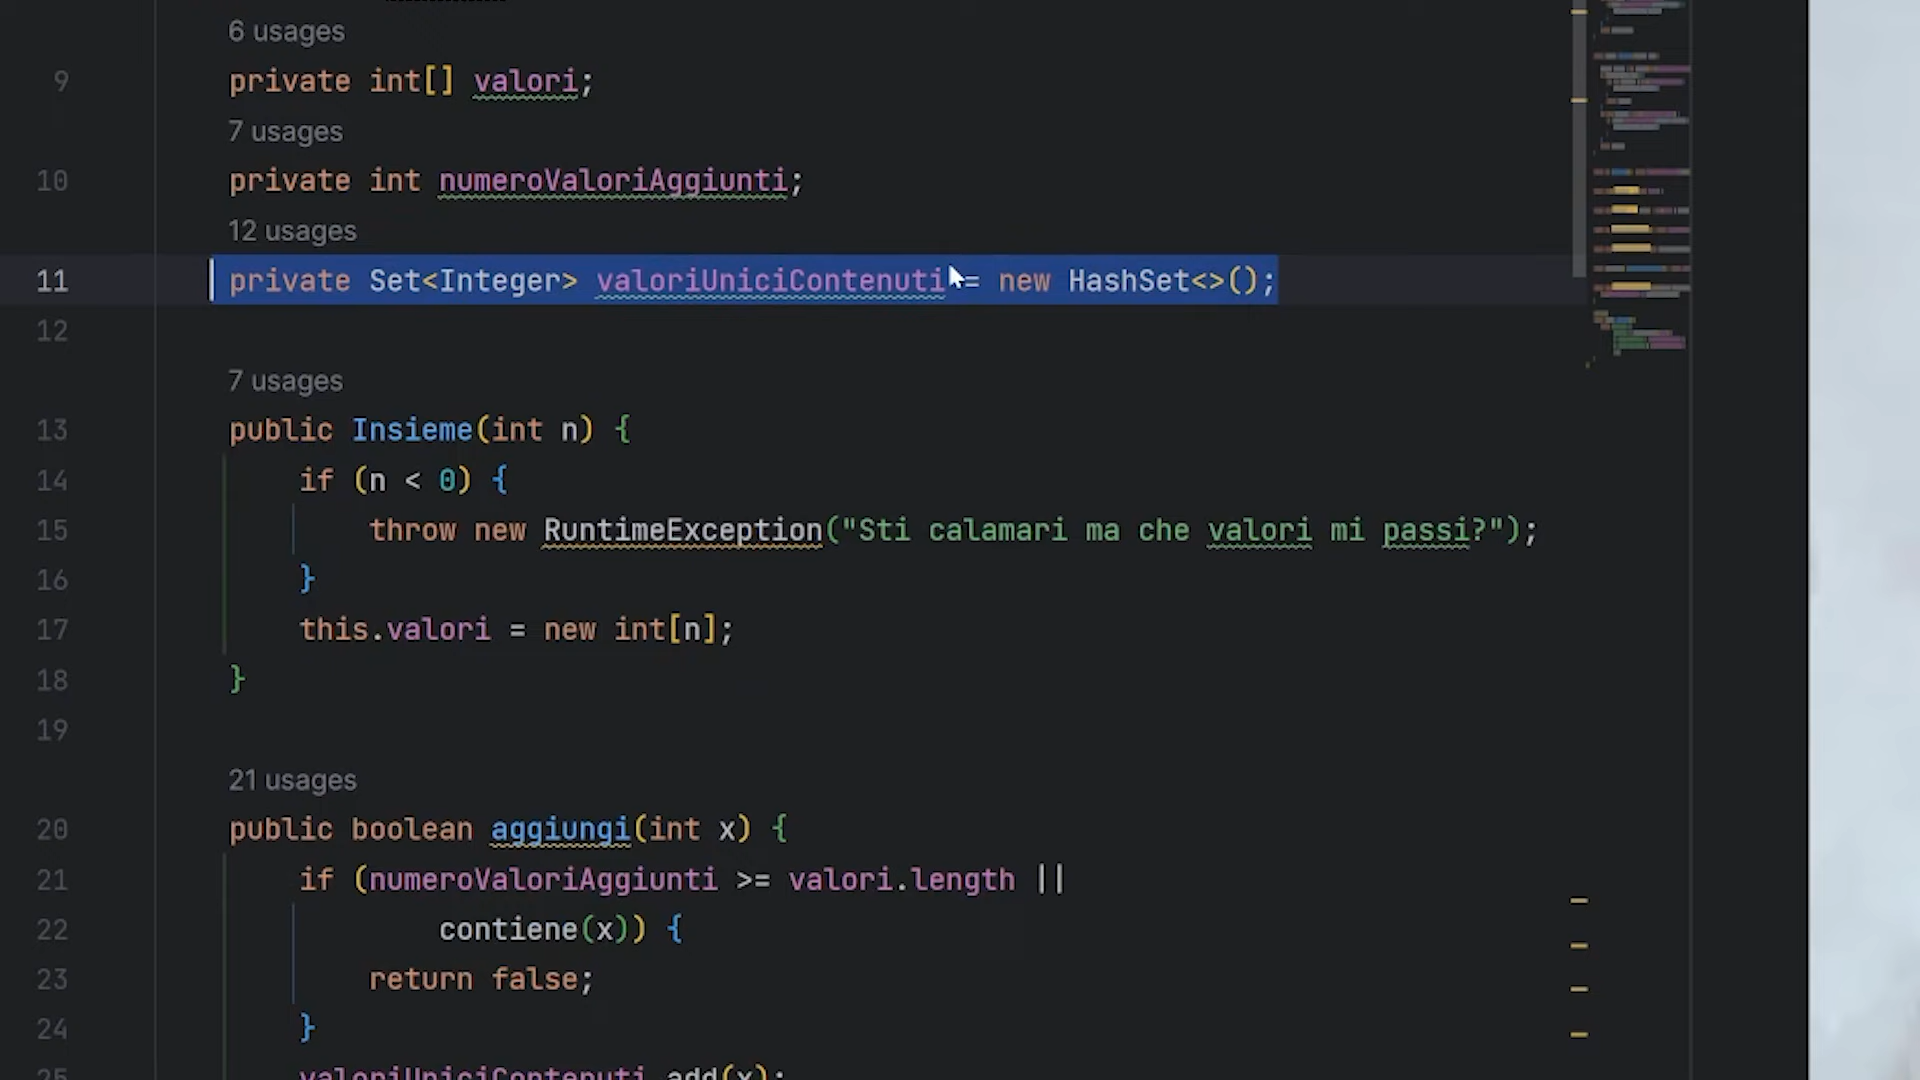 6 usages
9 private int[] valori;
7 usages
10 private int numeroValoriAggiunti;
12 usages
11 private Set<Integer> valoriUniciContenuti = new HashSet<>();
12
7 usages
13 public Insieme(int n) {
14 if (n < 0) {
15 throw new RuntimeException("Sti calamari ma che valori mi passi?");
16 }
17 this.valori = new int[n];
18 }
19
21 usages
20 public boolean aggiungi(int x) {
21 if (numeroValoriAggiunti >= valori.length ||
22 contiene(x)) {
23 return false;
24 }
25 valoriUniciContenuti.add(x);